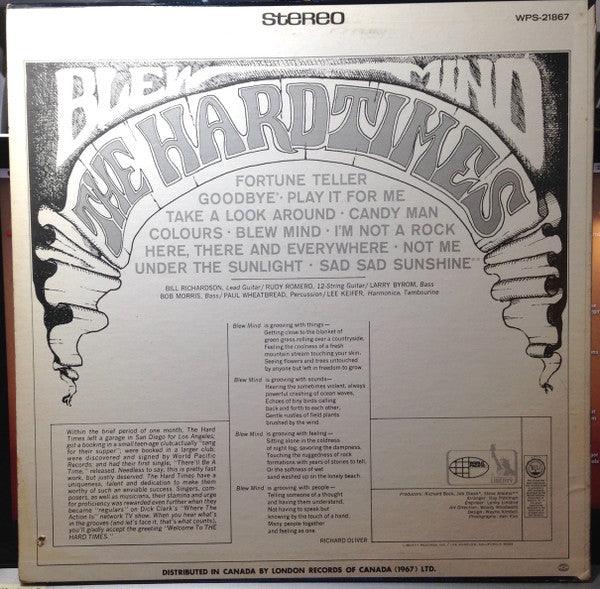 STEREO
WPS-21867
BLEW MIND
THE HARD TIMES
FORTUNE TELLER
GOODBYE* · PLAY IT FOR ME
TAKE A LOOK AROUND · CANDY MAN
COLOURS · BLEW MIND · I'M NOT A ROCK
HERE, THERE AND EVERYWHERE · NOT ME
UNDER THE SUNLIGHT · SAD SAD SUNSHINE**
BILL RICHARDSON, Lead Guitar/RUDY ROMERO, 12-String Guitar/LARRY BYROM, Bass
BOB MORRIS, Bass/PAUL WHEATBREAD, Percussion/LEE KEIFER, Harmonica, Tambourine
Blew Mind is grooving with things—
Getting close to the blanket of
green grass rolling over a countryside.
Feeling the coolness of a fresh
mountain stream touching your skin.
Seeing flowers and trees untouched
by anyone but left in freedom to grow.
Blew Mind is grooving with sounds—
Hearing the sometimes violent, always
powerful crashing of ocean waves,
Echoes of tiny birds calling
back and forth to each other,
Gentle rustles of field plants
brushed by the wind.
Blew Mind is grooving with feeling—
Sitting alone in the coldness
of night fog, savoring the dampness.
Touching the ruggedness of rock
formations with years of stories to tell.
Or the softness of wet
sand washed up on the lonely beach.
Blew Mind is grooving with people—
Telling someone of a thought
and having them understand,
Not having to speak but
knowing by the touch of a hand.
Many people together
and feeling as one.
RICHARD OLIVER
Within the brief period of one month, The Hard
Times left a garage in San Diego for Los Angeles;
got a booking in a small teen-age club;actually "sang
for their supper"; were booked in a larger club;
were discovered and signed by World Pacific
Records; and had their first single, "There'll Be A
Time," released. Needless to say, this is pretty fast
work, but justly deserved. The Hard Times have a
uniqueness, talent and dedication to make them
worthy of such an enviable success. Singers, composers,
as well as musicians, their stamina and urge
for proficiency was rewarded even further when they
became "regulars" on Dick Clark's "Where The
Action Is" network TV show. When you hear what's
in the grooves (and let's face it, that's what counts),
you'll gladly accept the greeting "Welcome To THE
HARD TIMES."
LIBERTY
DISTRIBUTED IN CANADA BY LONDON RECORDS OF CANADA (1967) LTD.